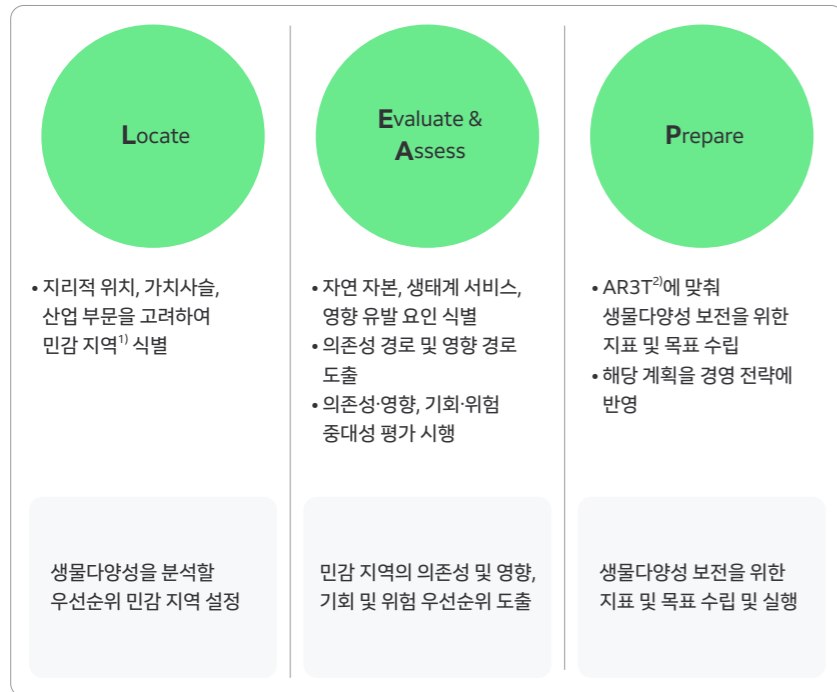 Locate
• 지리적 위치, 가치사슬,
산업 부문을 고려하여
민감 지역1) 식별
생물다양성을 분석할
우선순위 민감 지역 설정
Evaluate &
Assess
• 자연 자본, 생태계 서비스,
영향 유발 요인 식별
• 의존성 경로 및 영향 경로
도출
• 의존성·영향, 기회·위험
중대성 평가 시행
민감 지역의 의존성 및 영향,
기회 및 위험 우선순위 도출
Prepare
• AR3T2)에 맞춰
생물다양성 보전을 위한
지표 및 목표 수립
• 해당 계획을 경영 전략에
반영
생물다양성 보전을 위한
지표 및 목표 수립 및 실행